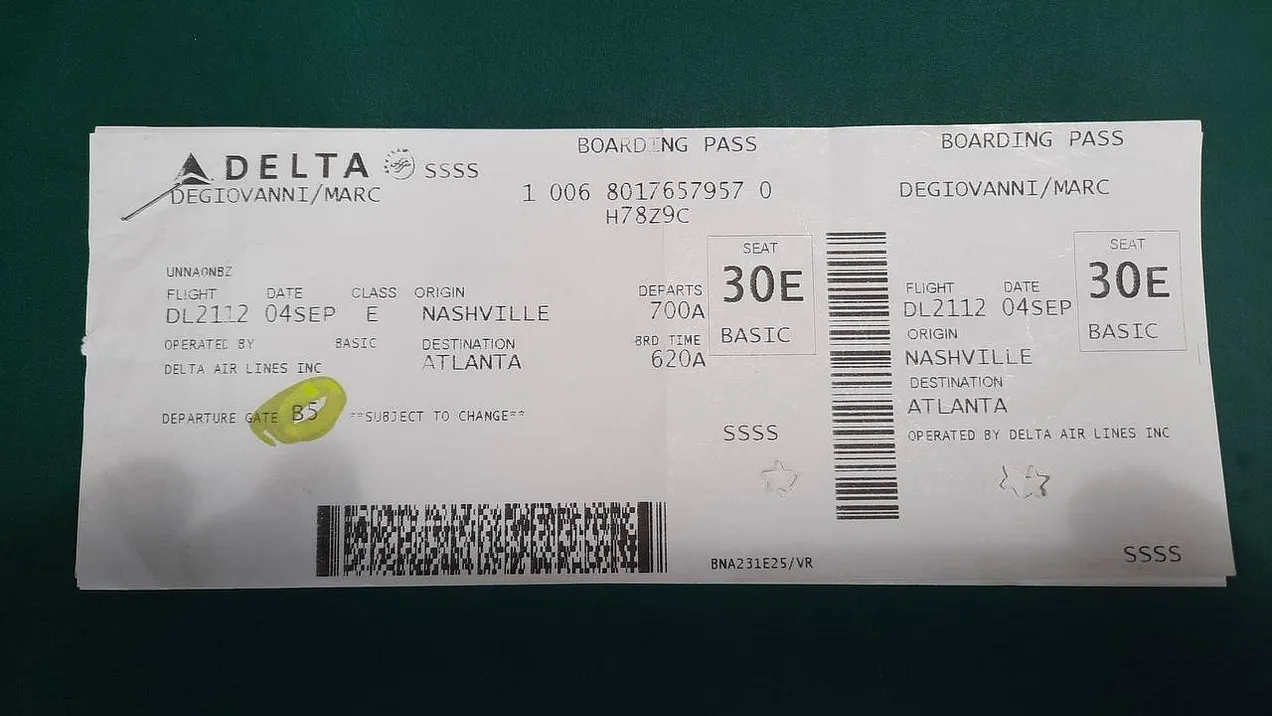 DELTA SSSS
DEGIOVANNI/MARC
BOARDING PASS
1 006 8017657957 0
H78Z9C
UNNAONBZ
FLIGHT DATE CLASS ORIGIN DEPARTS
DL2112 04SEP E NASHVILLE 700A
OPERATED BY BASIC DESTINATION BRD TIME
DELTA AIR LINES INC ATLANTA 620A
SEAT
30E
BASIC
DEPARTURE GATE B5 **SUBJECT TO CHANGE**
SSSS
BNA231E25/VR
BOARDING PASS
DEGIOVANNI/MARC
SEAT
30E
BASIC
FLIGHT DATE
DL2112 04SEP
ORIGIN
NASHVILLE
DESTINATION
ATLANTA
OPERATED BY DELTA AIR LINES INC
SSSS